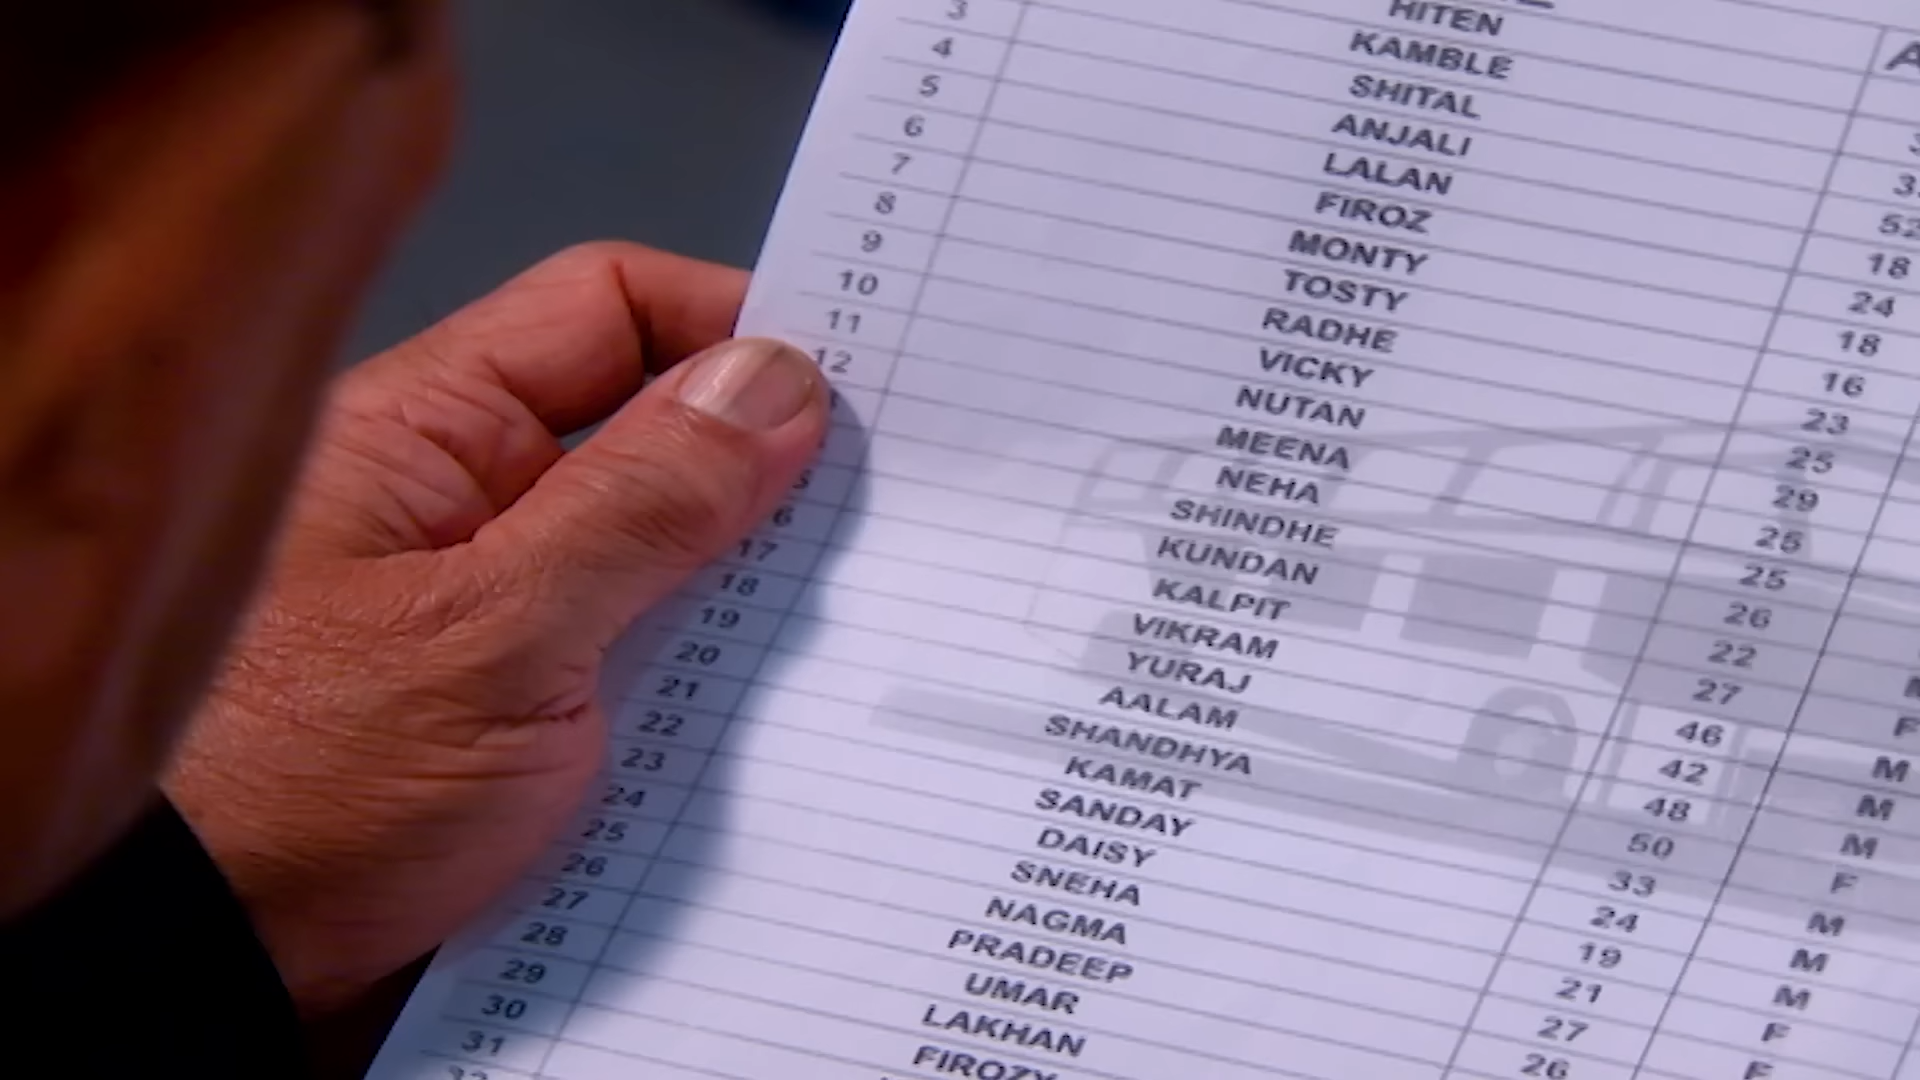 HITEN
KAMBLE
3 SHITAL
4 ANJALI 52
5 LALAN 18
6 FIROZ 24
7 MONTY 18
8 TOSTY 16
9 RADHE 23
10 VICKY 25
11 NUTAN 29
12 MEENA 25
NEHA 25
SHINDHE 26
KUNDAN 22
KALPIT 27 F
17 VIKRAM 46 M
18 YURAJ 42 M
19 AALAM 48 M
20 SHANDHYA 50 F
21 KAMAT 33 M
22 SANDAY 24 M
23 DAISY 19 M
24 SNEHA 21 F
25 NAGMA 27 F
26 PRADEEP 26
27 UMAR
28 LAKHAN
29 FIROZY
30
31